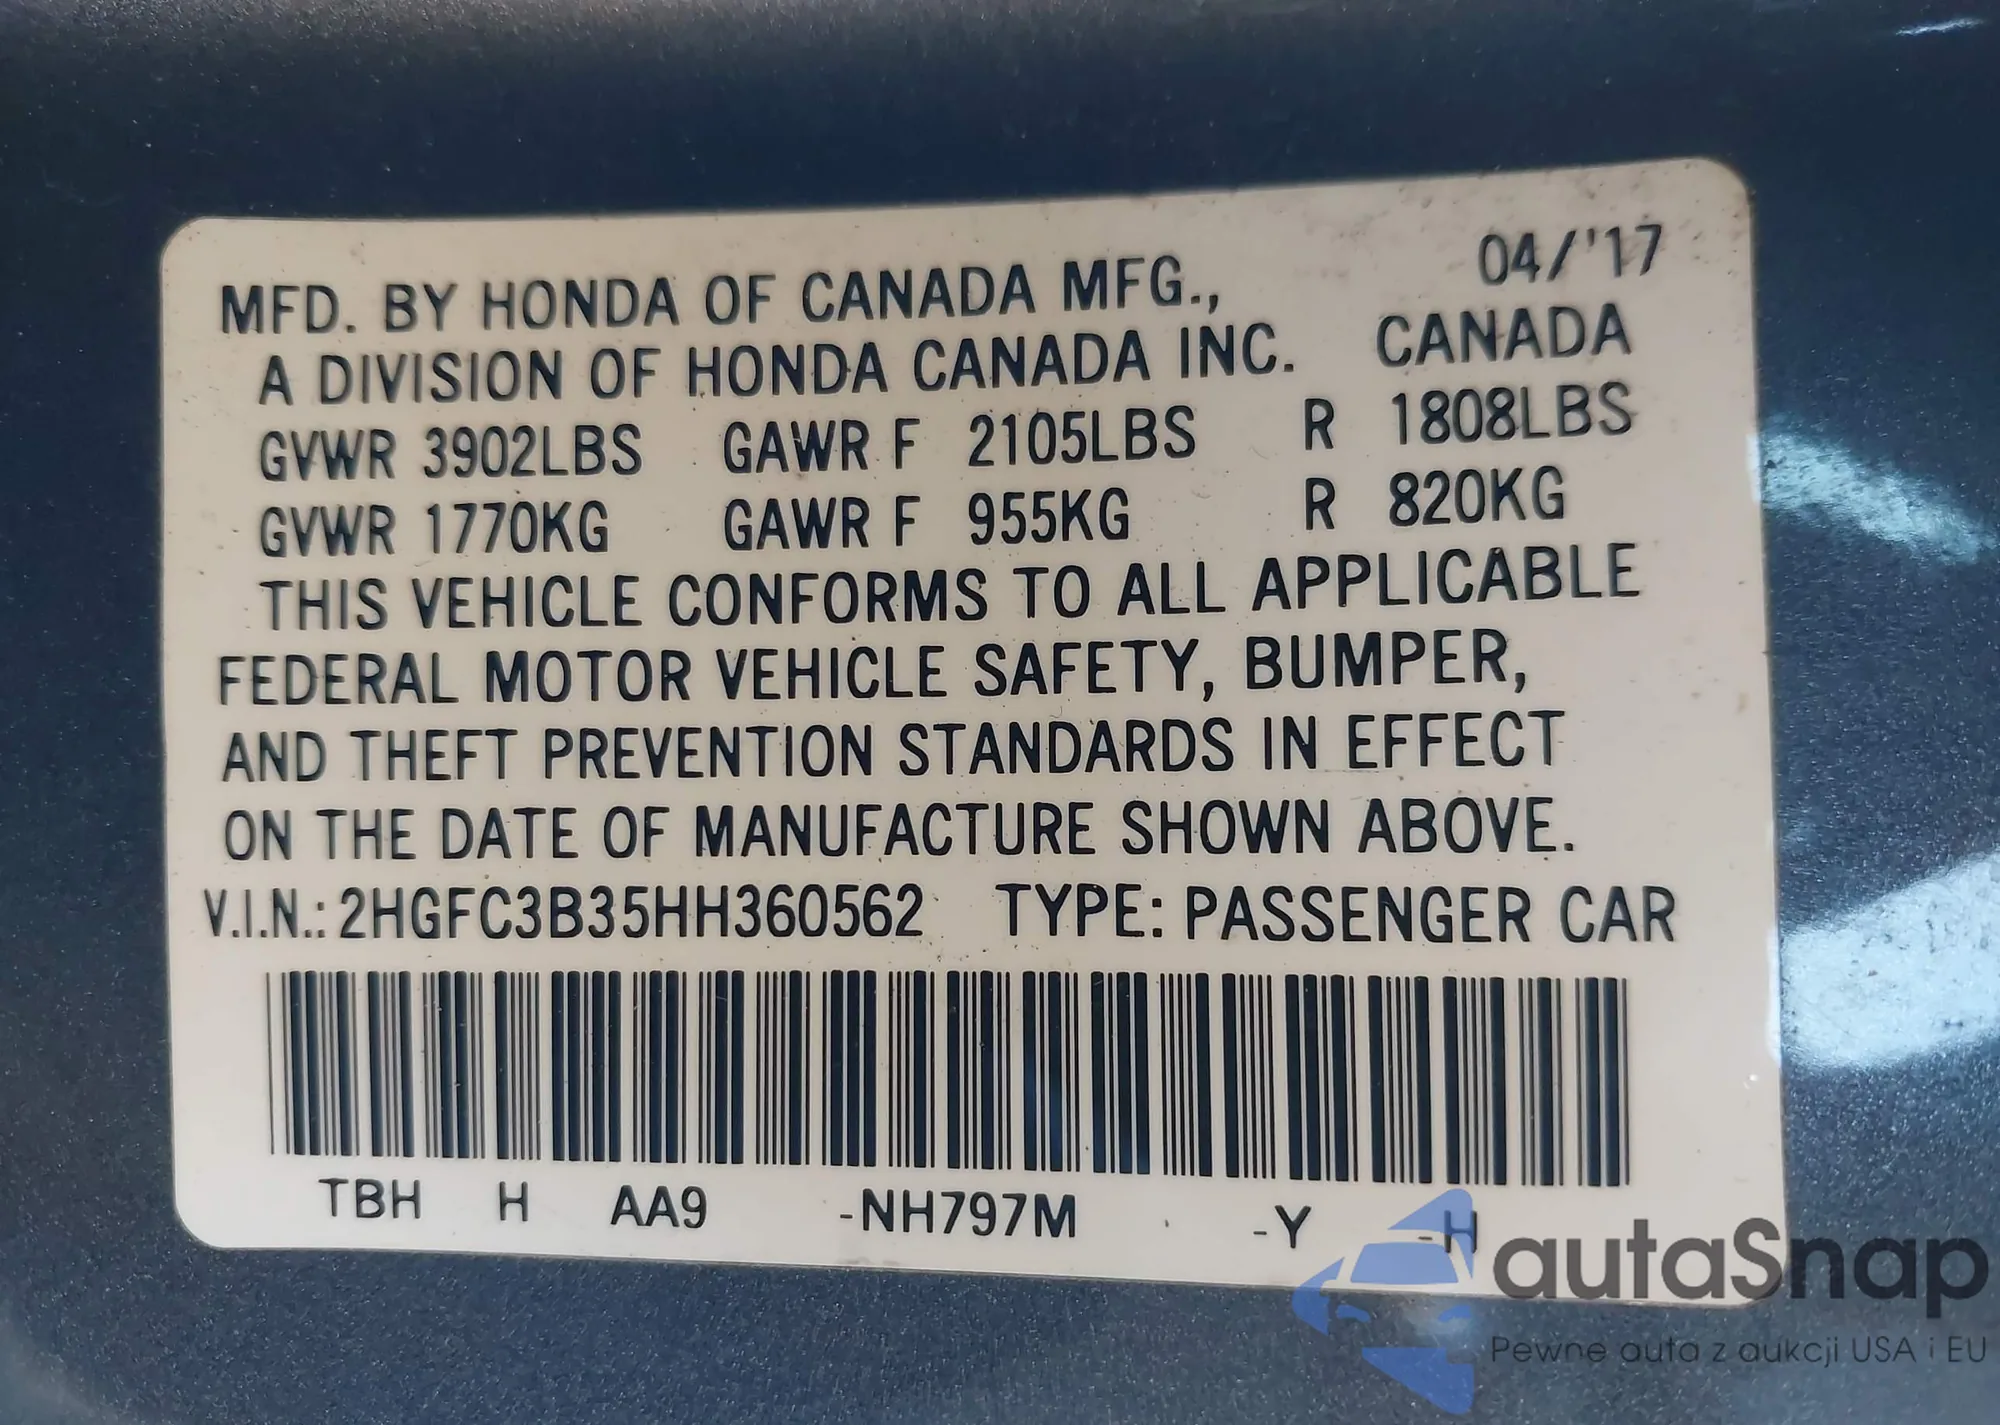 04/'17
MFD. BY HONDA OF CANADA MFG.,
A DIVISION OF HONDA CANADA INC. CANADA
GVWR 3902LBS GAWR F 2105LBS R 1808LBS
GVWR 1770KG GAWR F 955KG R 820KG
THIS VEHICLE CONFORMS TO ALL APPLICABLE
FEDERAL MOTOR VEHICLE SAFETY, BUMPER,
AND THEFT PREVENTION STANDARDS IN EFFECT
ON THE DATE OF MANUFACTURE SHOWN ABOVE.
V.I.N.: 2HGFC3B35HH360562 TYPE: PASSENGER CAR
TBH H AA9 -NH797M -Y -H
autaSnap
Pewne auta z aukcji USA i EU